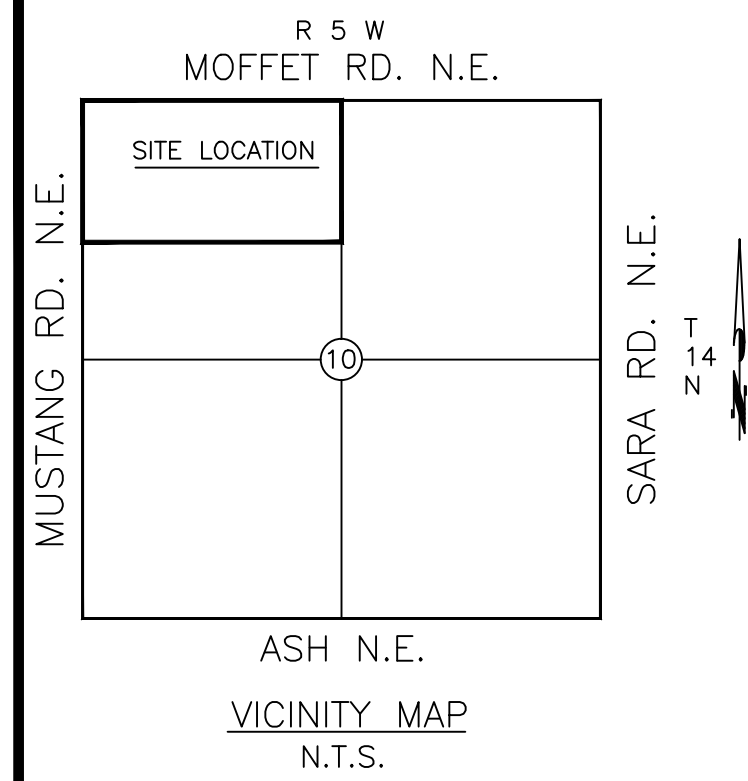 R 5 W
MOFFET RD. N.E.
SITE LOCATION
MUSTANG RD. N.E.
SARA RD. N.E.
T
14
N
N
10
ASH N.E.
VICINITY MAP
N.T.S.